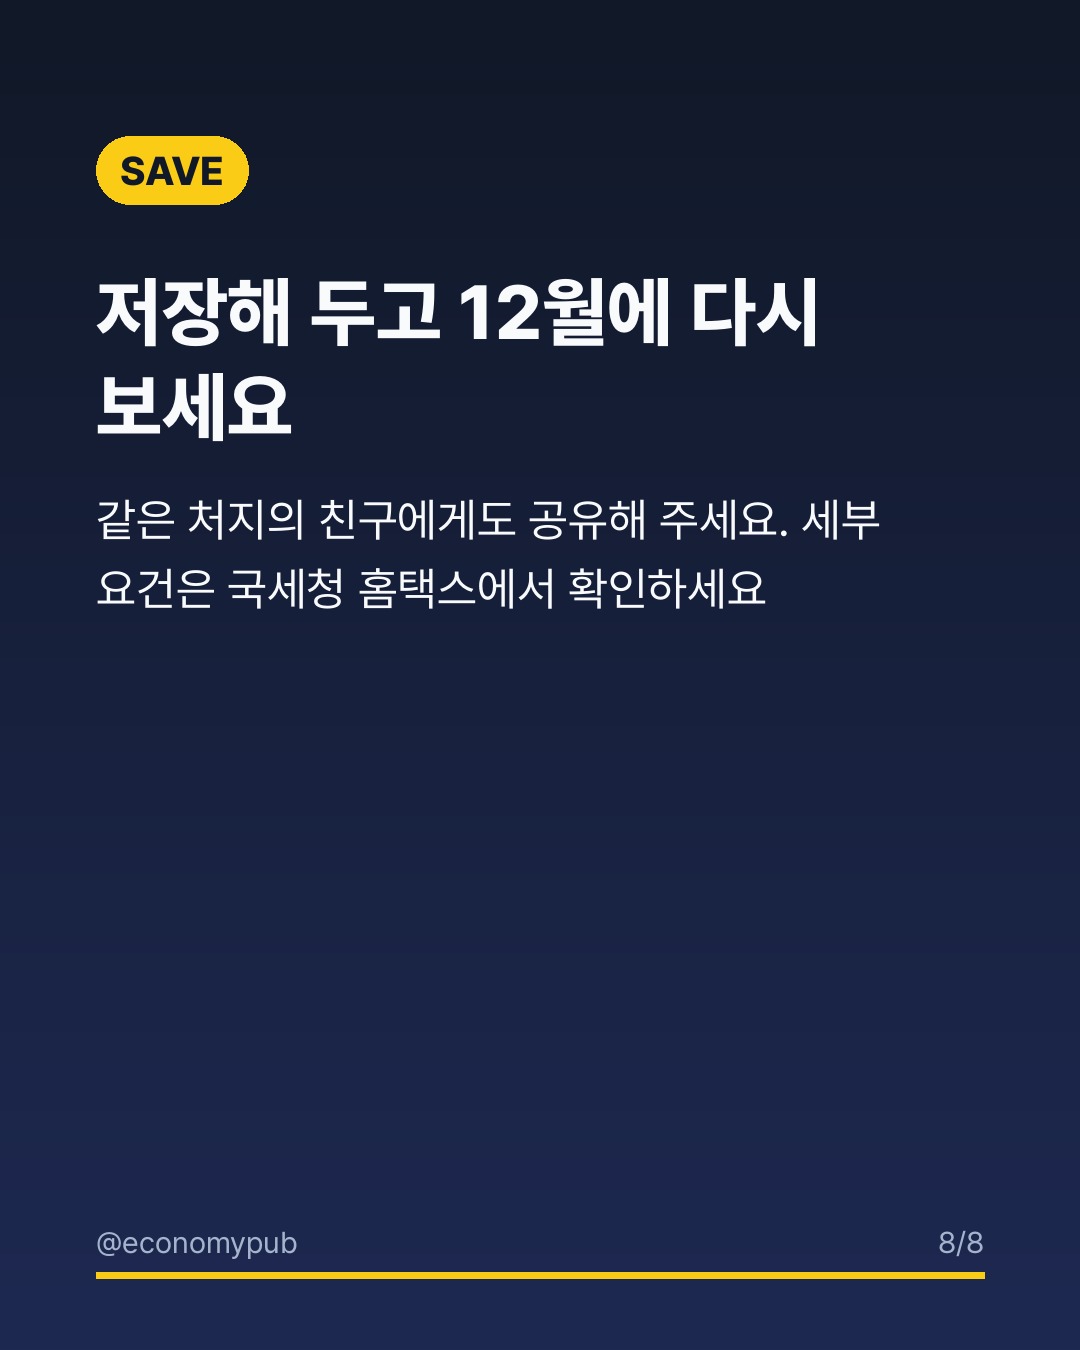 SAVE
저장해 두고 12월에 다시
보세요
같은 처지의 친구에게도 공유해 주세요. 세부
요건은 국세청 홈택스에서 확인하세요
@economypub
8/8